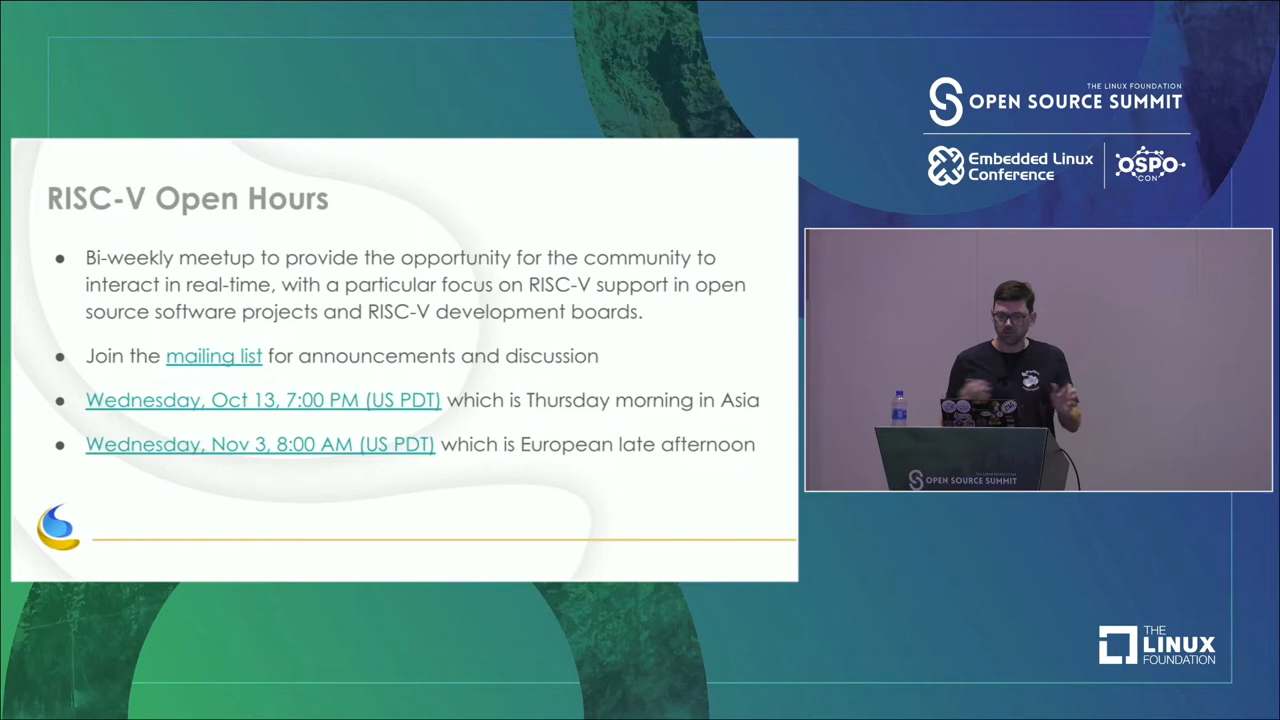 THE LINUX FOUNDATION
OPEN SOURCE SUMMIT
Embedded Linux
Conference
OSPO
CON
RISC-V Open Hours
● Bi-weekly meetup to provide the opportunity for the community to
interact in real-time, with a particular focus on RISC-V support in open
source software projects and RISC-V development boards.
● Join the mailing list for announcements and discussion
● Wednesday, Oct 13, 7:00 PM (US PDT) which is Thursday morning in Asia
● Wednesday, Nov 3, 8:00 AM (US PDT) which is European late afternoon
OPEN SOURCE SUMMIT
THE
LINUX
FOUNDATION